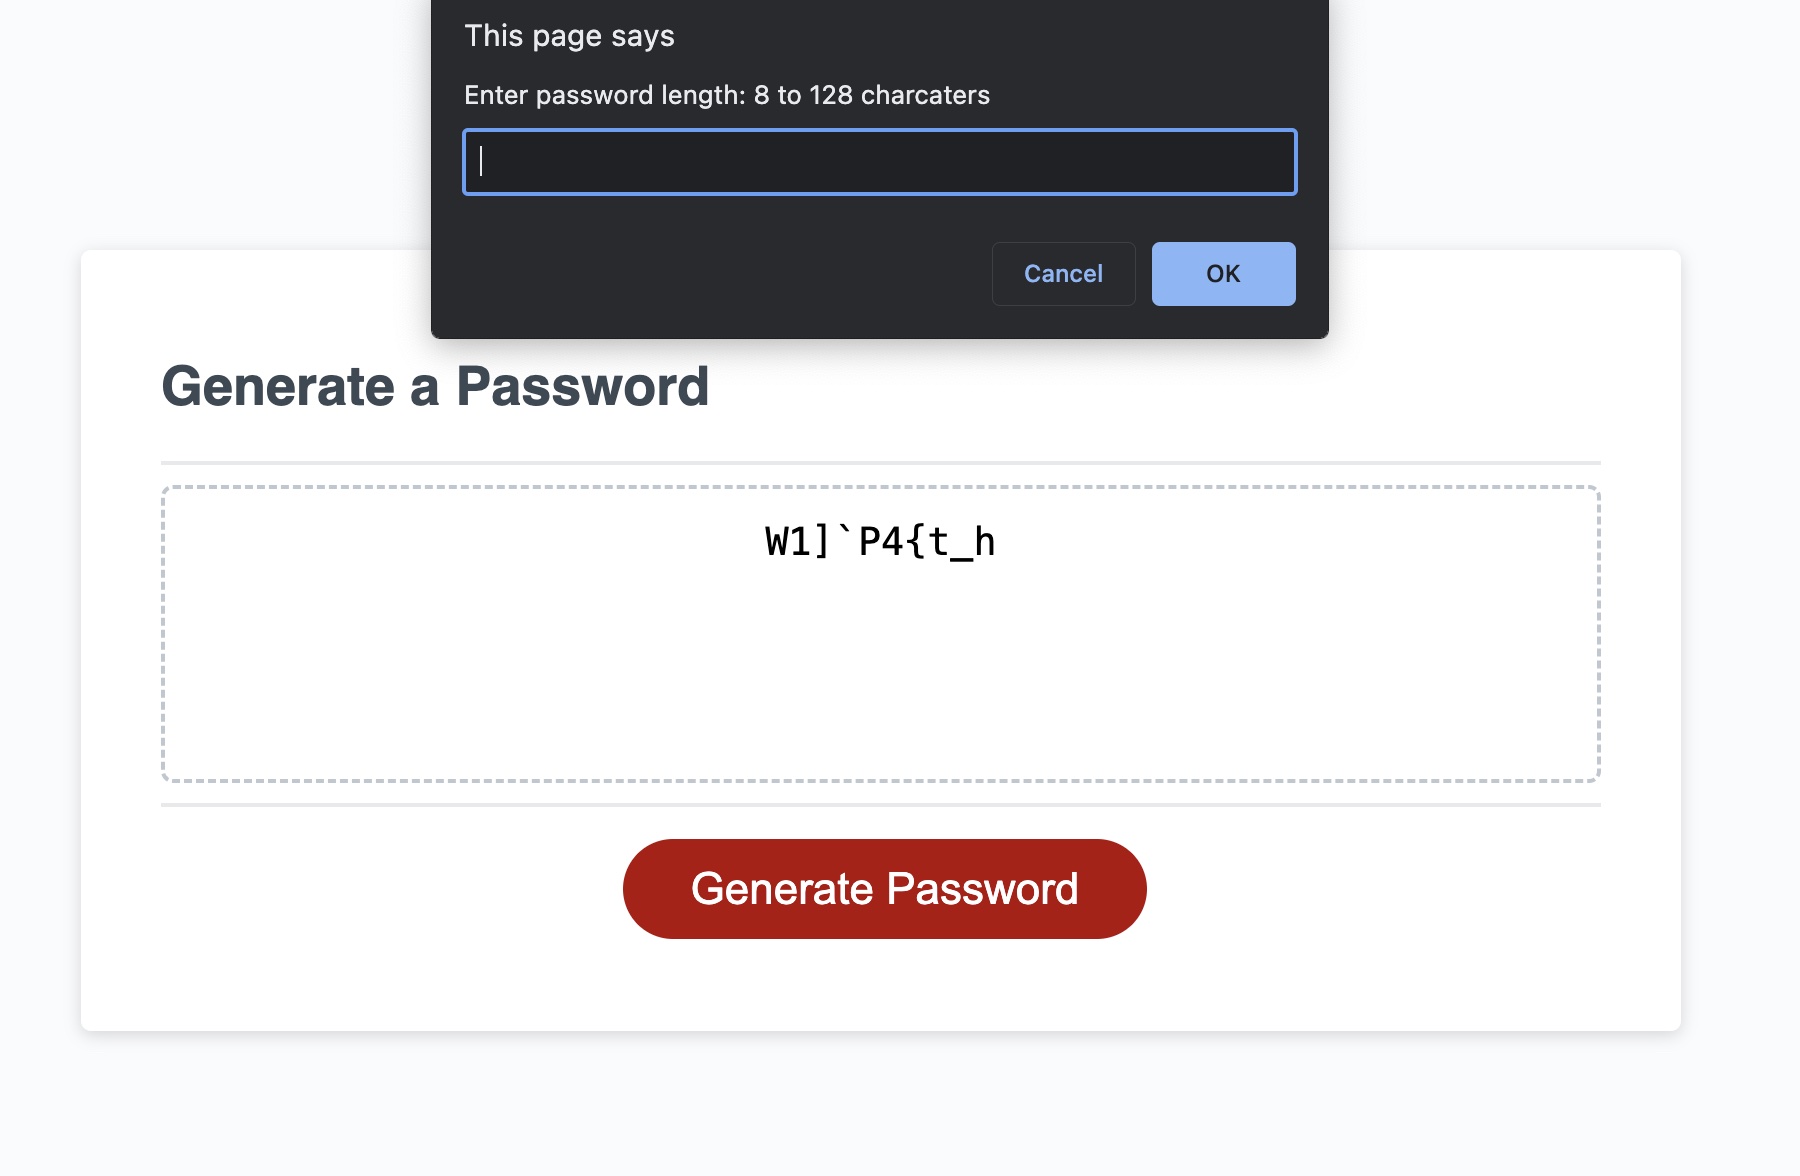 This page says
Enter password length: 8 to 128 charcaters
Cancel
OK
Generate a Password
W1]`P4{t_h
Generate Password